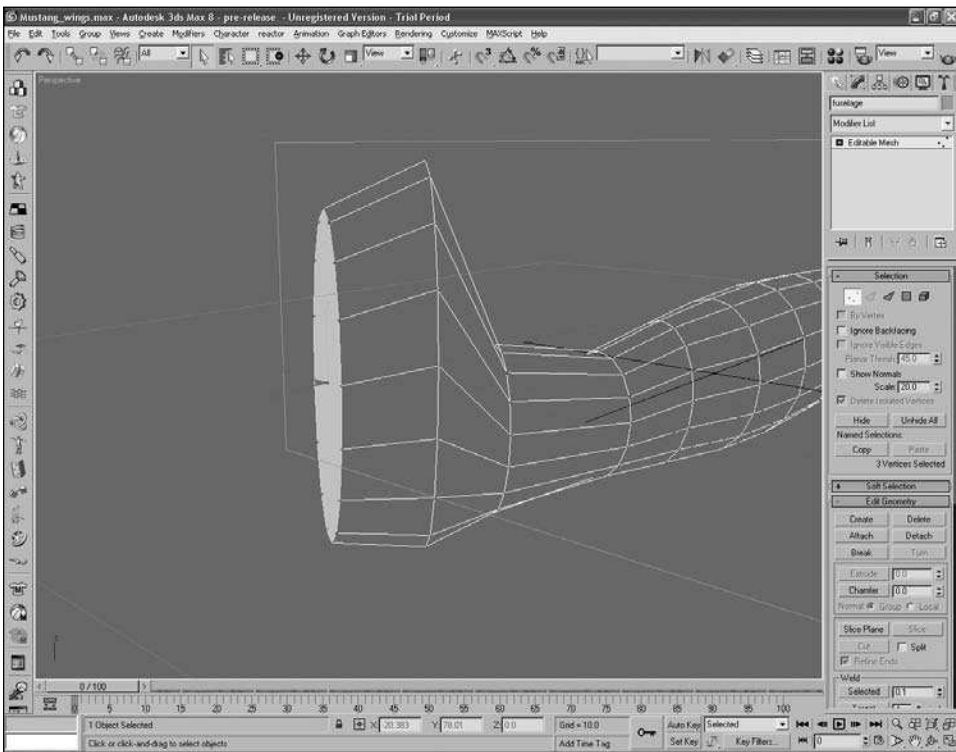 Mustang_wings.max - Autodesk 3ds Max 8 - pre-release - Unregistered Version - Trial Period
File Edit Tools Group Views Create Modifiers Character reactor Animation Graph Editors Rendering Customize MAXScript Help
All View View
Perspective
fuselage
Modifier List
Editable Mesh
- Selection
By Vertex
Ignore Backfacing
Ignore Visible Edges
Planar Thresh: 45.0
Show Normals
Scale: 20.0
Delete Isolated Vertices
Hide Unhide All
Named Selections:
Copy Paste
3 Vertices Selected
+ Soft Selection
- Edit Geometry
Create Delete
Attach Detach
Break Turn
Extrude 0.0
Chamfer 0.0
Normal: Group Local
Slice Plane Slice
Cut Split
Refine Ends
Weld
Selected 0.1
0 / 100
0 5 10 15 20 25 30 35 40 45 50 55 60 65 70 75 80 85 90 95 100
1 Object Selected X 20.383 Y 78.01 Z 0.0 Grid = 10.0 Auto Key Selected
Click or click-and-drag to select objects Add Time Tag Set Key Key Filters... 0